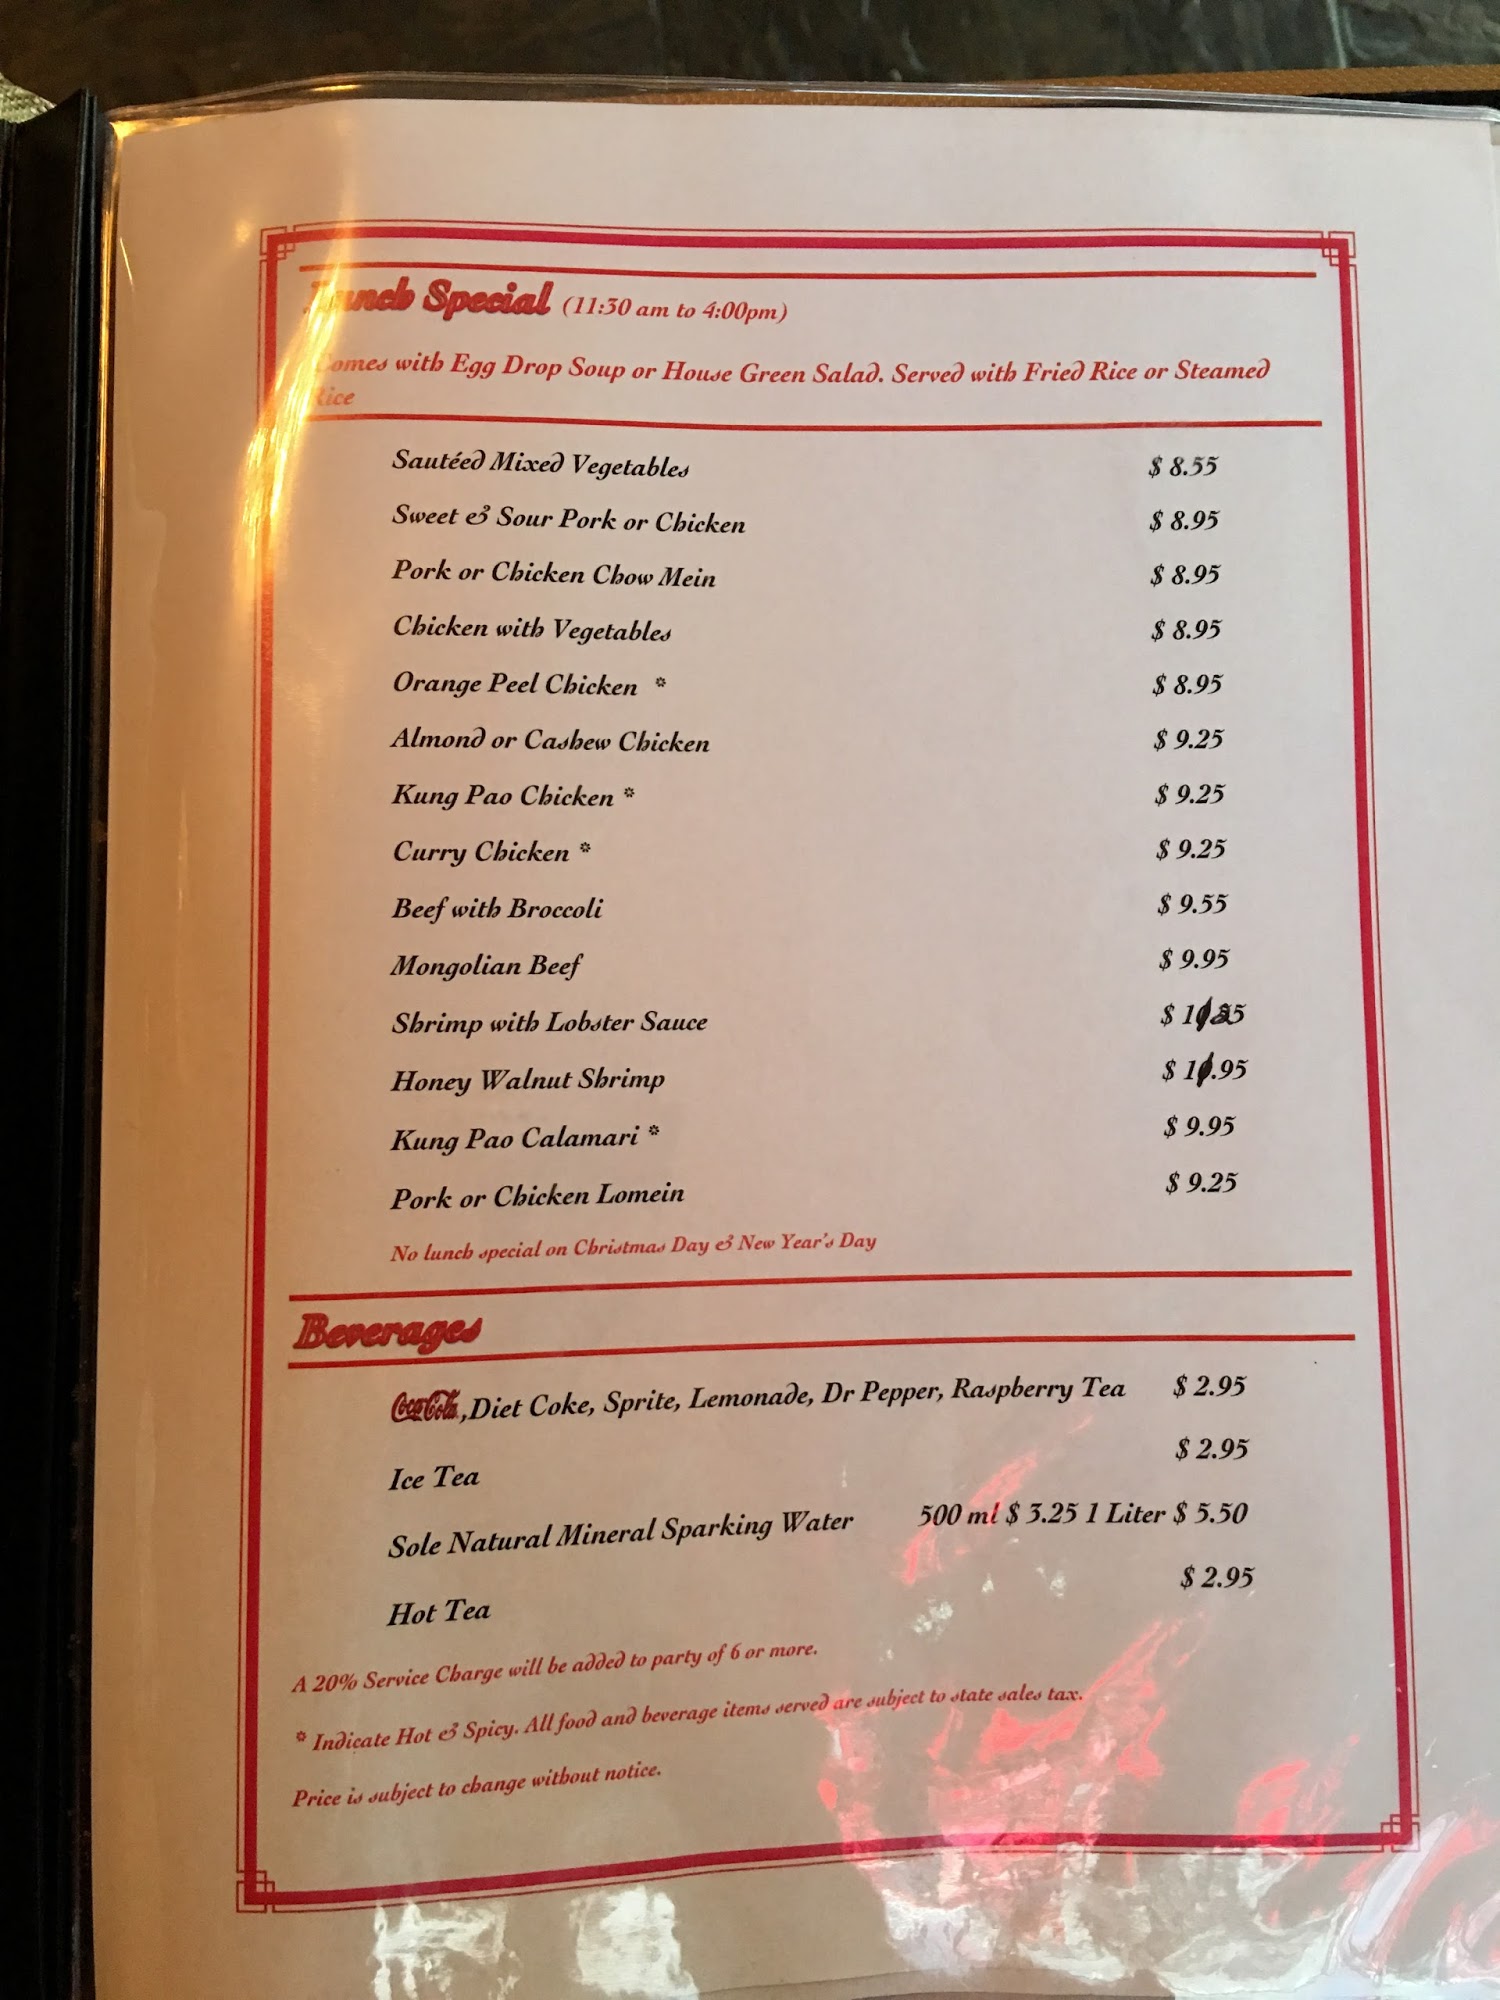 Lunch Special (11:30 am to 4:00pm)
Comes with Egg Drop Soup or House Green Salad. Served with Fried Rice or Steamed
Rice
Sautéed Mixed Vegetables $ 8.55
Sweet & Sour Pork or Chicken $ 8.95
Pork or Chicken Chow Mein $ 8.95
Chicken with Vegetables $ 8.95
Orange Peel Chicken * $ 8.95
Almond or Cashew Chicken $ 9.25
Kung Pao Chicken * $ 9.25
Curry Chicken * $ 9.25
Beef with Broccoli $ 9.55
Mongolian Beef $ 9.95
Shrimp with Lobster Sauce $
Honey Walnut Shrimp $ 11.95
Kung Pao Calamari * $ 9.95
Pork or Chicken Lomein $ 9.25
No lunch special on Christmas Day & New Year's Day
Beverages
Coca-Cola, Diet Coke, Sprite, Lemonade, Dr Pepper, Raspberry Tea $ 2.95
Ice Tea $ 2.95
Sole Natural Mineral Sparking Water 500 ml $ 3.25 1 Liter $ 5.50
Hot Tea $ 2.95
A 20% Service Charge will be added to party of 6 or more.
* Indicate Hot & Spicy. All food and beverage items served are subject to state sales tax.
Price is subject to change without notice.